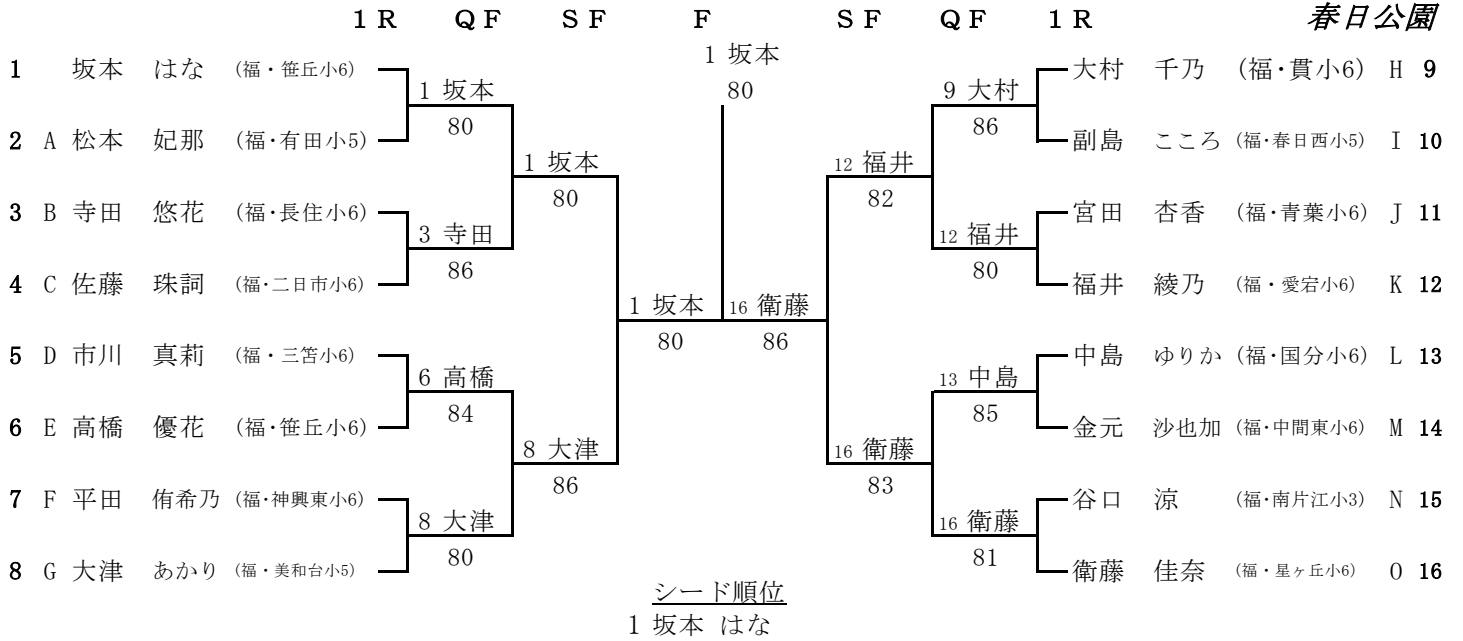 1R QF SF F SF QF 1R 春日公園
1 坂本
1 坂本 はな (福・笹丘小6) 大村 千乃 (福・貫小6) H 9
1 坂本 80 9 大村
80 86
2 A 松本 妃那 (福・有田小5) 副島 こころ (福・春日西小5) I 10
1 坂本 12 福井
80 82
3 B 寺田 悠花 (福・長住小6) 宮田 杏香 (福・青葉小6) J 11
3 寺田 12 福井
86 80
4 C 佐藤 珠詞 (福・二日市小6) 福井 綾乃 (福・愛宕小6) K 12
1 坂本 16 衛藤
80 86
5 D 市川 真莉 (福・三笘小6) 中島 ゆりか (福・国分小6) L 13
6 高橋 13 中島
84 85
6 E 高橋 優花 (福・笹丘小6) 金元 沙也加 (福・中間東小6) M 14
8 大津 16 衛藤
86 83
7 F 平田 侑希乃 (福・神興東小6) 谷口 涼 (福・南片江小3) N 15
8 大津 16 衛藤
80 81
8 G 大津 あかり (福・美和台小5) 衛藤 佳奈 (福・星ヶ丘小6) O 16
シード順位
1 坂本 はな